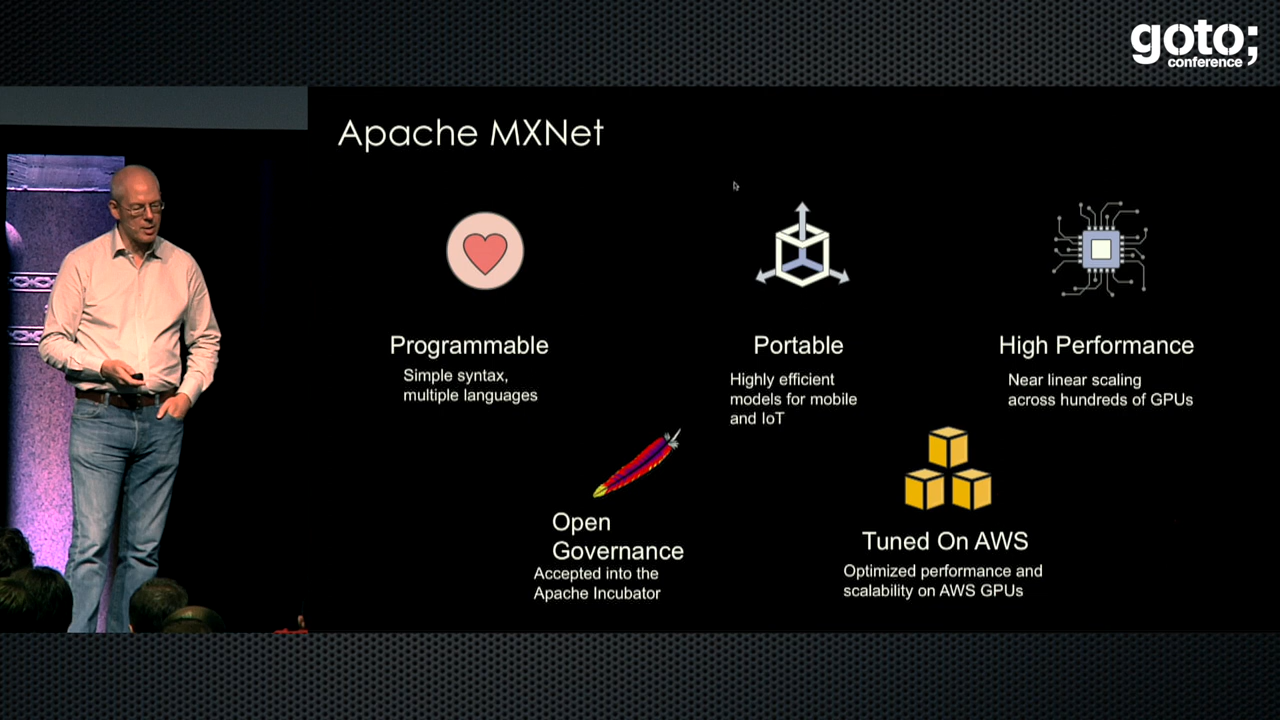 goto;
conference
Apache MXNet
Programmable
Simple syntax,
multiple languages
Portable
Highly efficient
models for mobile
and IoT
High Performance
Near linear scaling
across hundreds of GPUs
Open
Governance
Accepted into the
Apache Incubator
Tuned On AWS
Optimized performance and
scalability on AWS GPUs